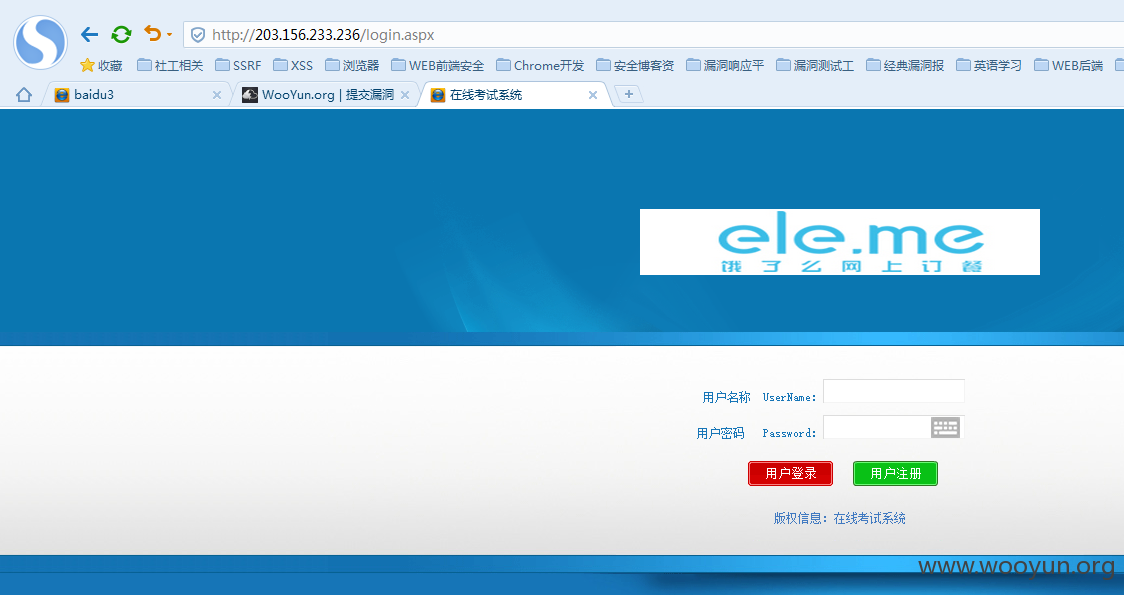 http://203.156.233.236/login.aspx
收藏 社工相关 SSRF XSS 浏览器 WEB前端安全 Chrome开发 安全博客资 漏洞响应平 漏洞测试工 经典漏洞报 英语学习 WEB后端
baidu3 WooYun.org | 提交漏洞 在线考试系统
ele.me
饿了么网上订餐
用户名称 UserName:
用户密码 Password:
用户登录 用户注册
版权信息: 在线考试系统
www.wooyun.org